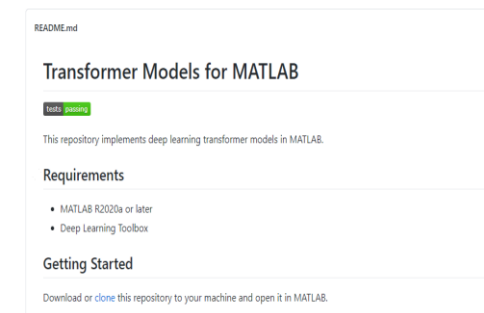 README.md
Transformer Models for MATLAB
tests passing
This repository implements deep learning transformer models in MATLAB.
Requirements
• MATLAB R2020a or later
• Deep Learning Toolbox
Getting Started
Download or clone this repository to your machine and open it in MATLAB.